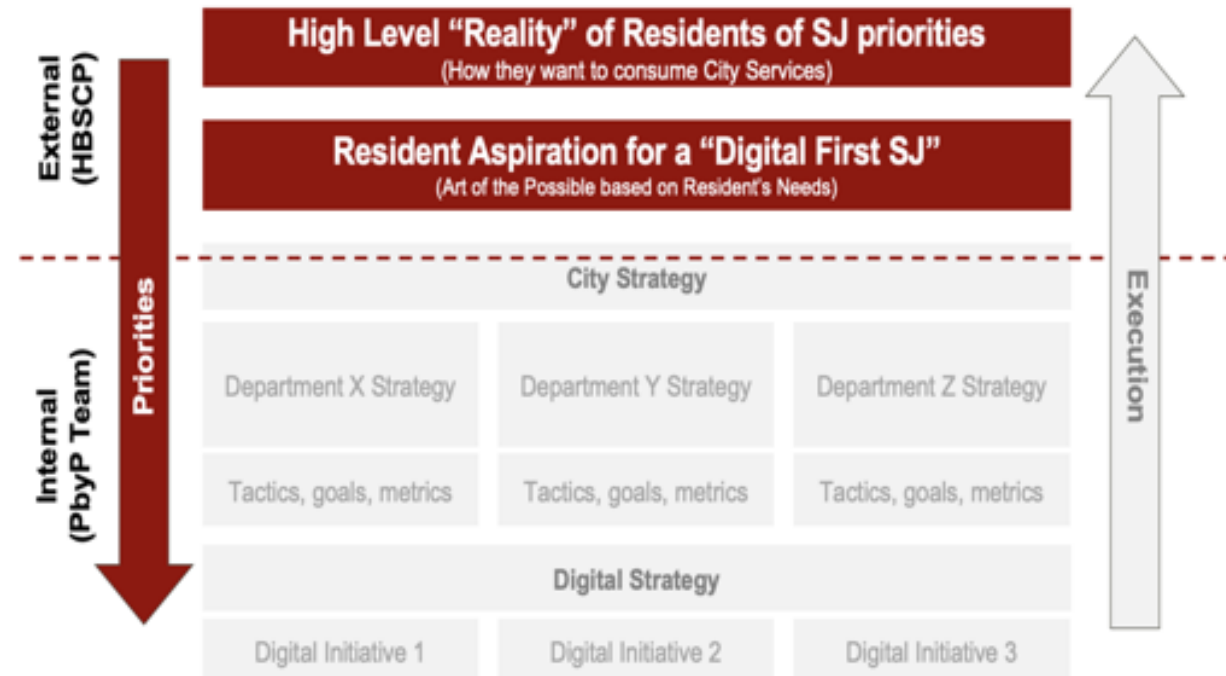 High Level “Reality” of Residents of SJ priorities
(How they want to consume City Services)
External
(HBSCP)
Resident Aspiration for a “Digital First SJ”
(Art of the Possible based on Resident's Needs)
City Strategy
Priorities
Execution
Internal
(PbyP Team)
Department X Strategy
Department Y Strategy
Department Z Strategy
Tactics, goals, metrics
Tactics, goals, metrics
Tactics, goals, metrics
Digital Strategy
Digital Initiative 1
Digital Initiative 2
Digital Initiative 3